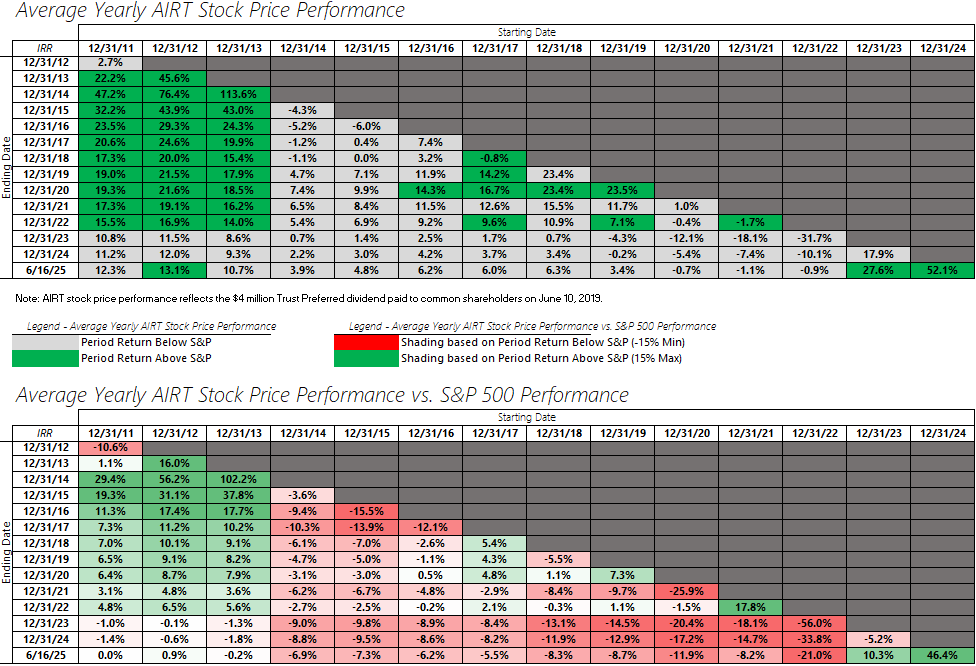 Average Yearly AIRT Stock Price Performance
Starting Date
IRR 12/31/11 12/31/12 12/31/13 12/31/14 12/31/15 12/31/16 12/31/17 12/31/18 12/31/19 12/31/20 12/31/21 12/31/22 12/31/23 12/31/24
Ending Date
12/31/12 2.7%
12/31/13 22.2% 45.6%
12/31/14 47.2% 76.4% 113.6%
12/31/15 32.2% 43.9% 43.0% -4.3%
12/31/16 23.5% 29.3% 24.3% -5.2% -6.0%
12/31/17 20.6% 24.6% 19.9% -1.2% 0.4% 7.4%
12/31/18 17.3% 20.0% 15.4% -1.1% 0.0% 3.2% -0.8%
12/31/19 19.0% 21.5% 17.9% 4.7% 7.1% 11.9% 14.2% 23.4%
12/31/20 19.3% 21.6% 18.5% 7.4% 9.9% 14.3% 16.7% 23.4% 23.5%
12/31/21 17.3% 19.1% 16.2% 6.5% 8.4% 11.5% 12.6% 15.5% 11.7% 1.0%
12/31/22 15.5% 16.9% 14.0% 5.4% 6.9% 9.2% 9.6% 10.9% 7.1% -0.4% -1.7%
12/31/23 10.8% 11.5% 8.6% 0.7% 1.4% 2.5% 1.7% 0.7% -4.3% -12.1% -18.1% -31.7%
12/31/24 11.2% 12.0% 9.3% 2.2% 3.0% 4.2% 3.7% 3.4% -0.2% -5.4% -7.4% -10.1% 17.9%
6/16/25 12.3% 13.1% 10.7% 3.9% 4.8% 6.2% 6.0% 6.3% 3.4% -0.7% -1.1% -0.9% 27.6% 52.1%
Note: AIRT stock price performance reflects the $4 million Trust Preferred dividend paid to common shareholders on June 10, 2019.
Legend - Average Yearly AIRT Stock Price Performance
Period Return Below S&P
Period Return Above S&P
Legend - Average Yearly AIRT Stock Price Performance vs. S&P 500 Performance
Shading based on Period Return Below S&P (-15% Min)
Shading based on Period Return Above S&P (15% Max)
Average Yearly AIRT Stock Price Performance vs. S&P 500 Performance
Starting Date
IRR 12/31/11 12/31/12 12/31/13 12/31/14 12/31/15 12/31/16 12/31/17 12/31/18 12/31/19 12/31/20 12/31/21 12/31/22 12/31/23 12/31/24
Ending Date
12/31/12 -10.6%
12/31/13 1.1% 16.0%
12/31/14 29.4% 56.2% 102.2%
12/31/15 19.3% 31.1% 37.8% -3.6%
12/31/16 11.3% 17.4% 17.7% -9.4% -15.5%
12/31/17 7.3% 11.2% 10.2% -10.3% -13.9% -12.1%
12/31/18 7.0% 10.1% 9.1% -6.1% -7.0% -2.6% 5.4%
12/31/19 6.5% 9.1% 8.2% -4.7% -5.0% -1.1% 4.3% -5.5%
12/31/20 6.4% 8.7% 7.9% -3.1% -3.0% 0.5% 4.8% 1.1% 7.3%
12/31/21 3.1% 4.8% 3.6% -6.2% -6.7% -4.8% -2.9% -8.4% -9.7% -25.9%
12/31/22 4.8% 6.5% 5.6% -2.7% -2.5% -0.2% 2.1% -0.3% 1.1% -1.5% 17.8%
12/31/23 -1.0% -0.1% -1.3% -9.0% -9.8% -8.9% -8.4% -13.1% -14.5% -20.4% -18.1% -56.0%
12/31/24 -1.4% -0.6% -1.8% -8.8% -9.5% -8.6% -8.2% -11.9% -12.9% -17.2% -14.7% -33.8% -5.2%
6/16/25 0.0% 0.9% -0.2% -6.9% -7.3% -6.2% -5.5% -8.3% -8.7% -11.9% -8.2% -21.0% 10.3% 46.4%